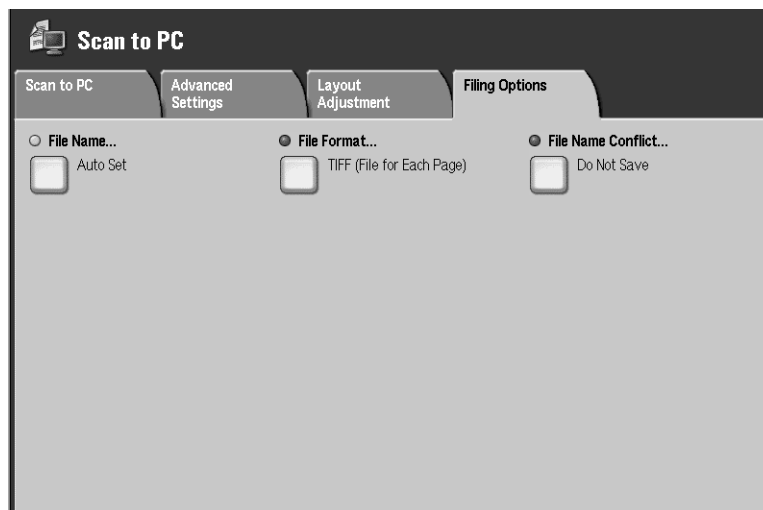 Scan to PC
Scan to PC
Advanced
Settings
Layout
Adjustment
Filing Options
File Name...
Auto Set
File Format...
TIFF (File for Each Page)
File Name Conflict...
Do Not Save